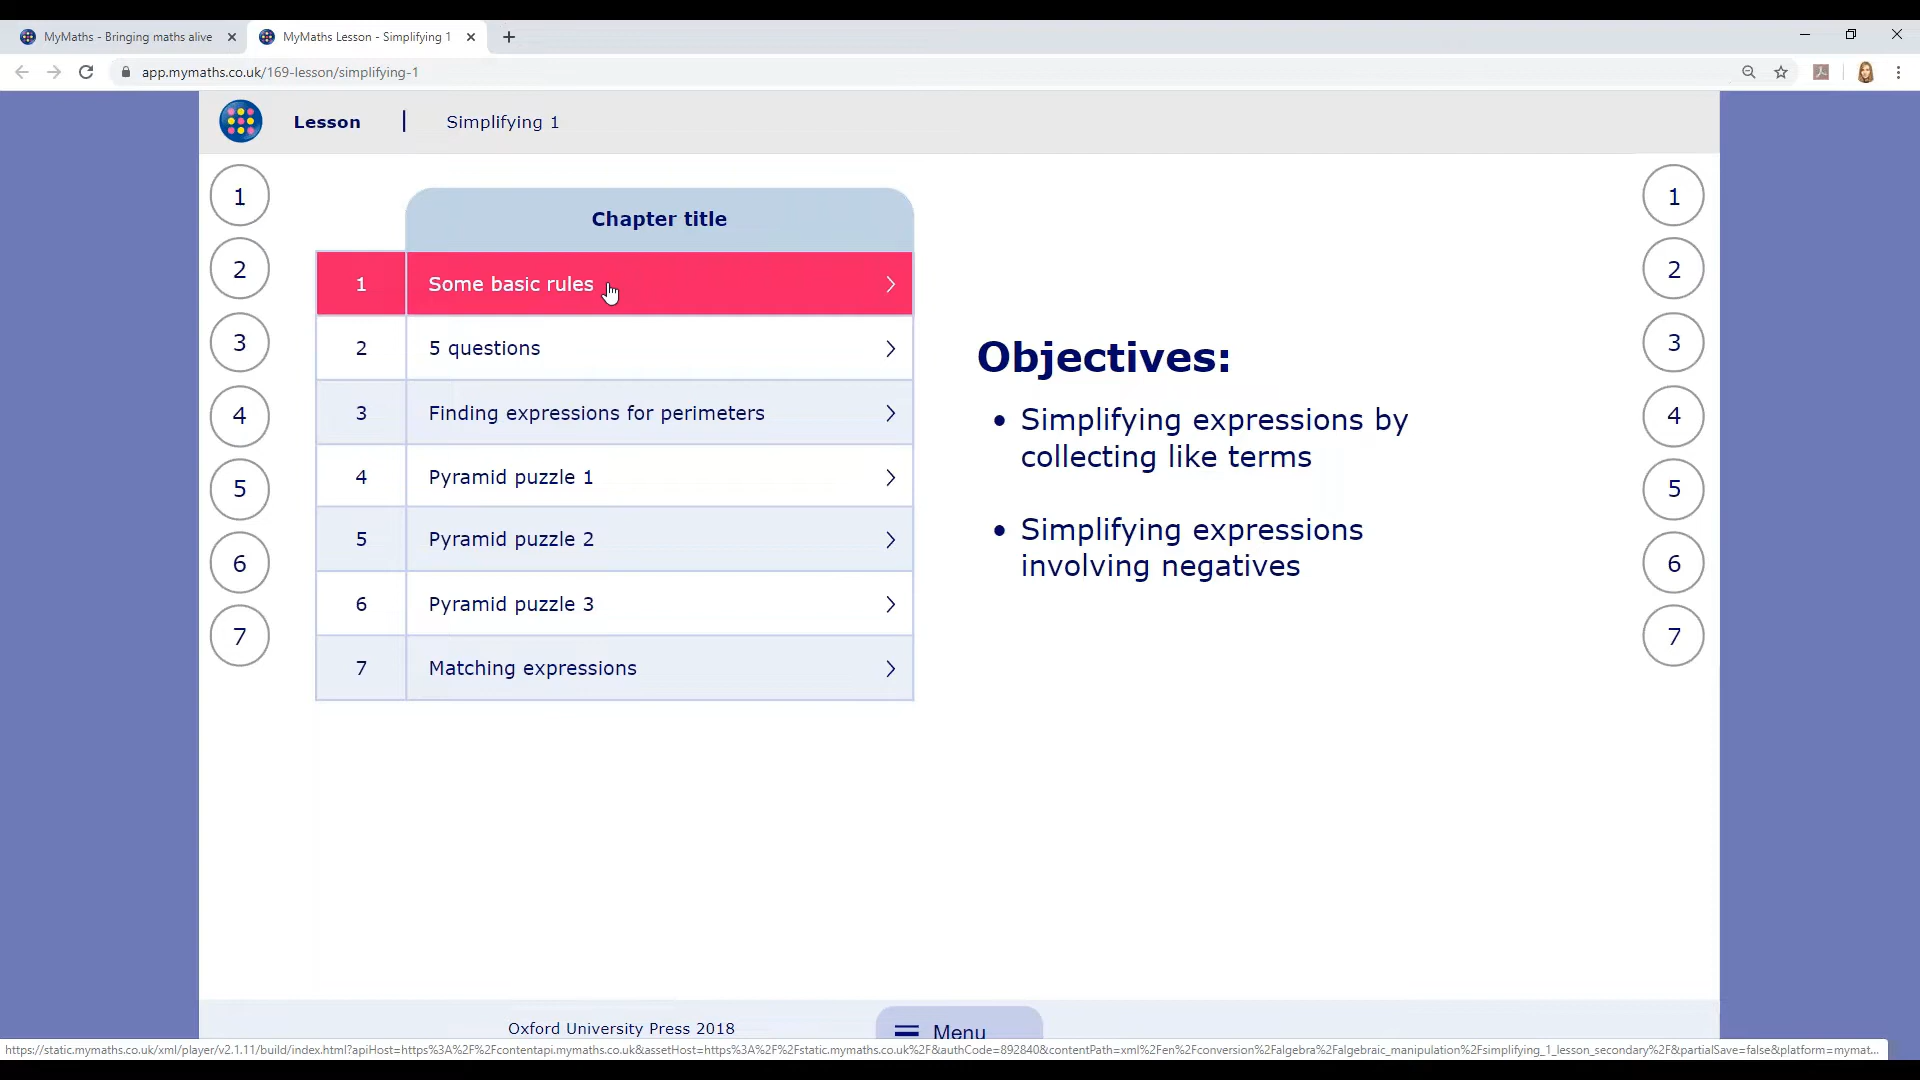 MyMaths - Bringing maths alive
MyMaths Lesson - Simplifying 1
app.mymaths.co.uk/169-lesson/simplifying-1
Lesson | Simplifying 1
1
2
3
4
5
6
7
Chapter title
1 Some basic rules
2 5 questions
3 Finding expressions for perimeters
4 Pyramid puzzle 1
5 Pyramid puzzle 2
6 Pyramid puzzle 3
7 Matching expressions
Objectives:
• Simplifying expressions by
collecting like terms
• Simplifying expressions
involving negatives
1
2
3
4
5
6
7
Oxford University Press 2018
Menu
https://static.mymaths.co.uk/xml/player/v2.1.11/build/index.html?apiHost=https%3A%2F%2Fcontentapi.mymaths.co.uk&assetHost=https%3A%2F%2Fstatic.mymaths.co.uk%2F&authCode=892840&contentPath=xml%2Fen%2Fconversion%2Falgebra%2Falgebraic_manipulation%2Fsimplifying_1_lesson_secondary%2F&partialSave=false&platform=mymat...